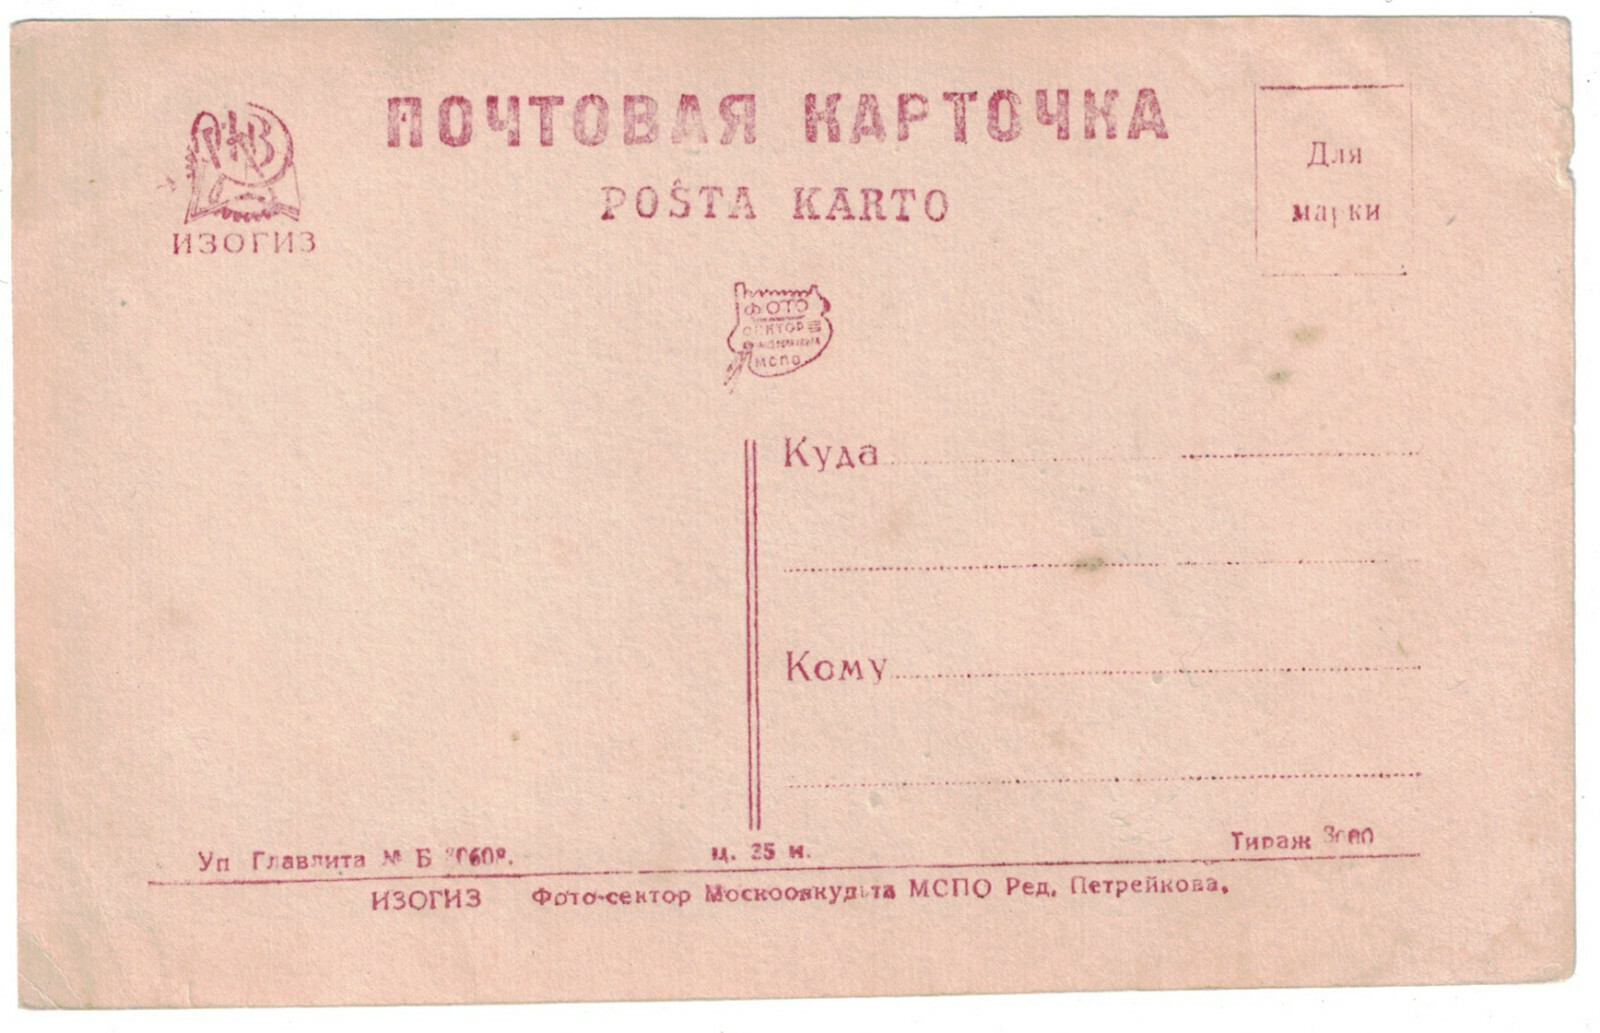 ПОЧТОВАЯ КАРТОЧКА
POŜTA KARTO
ИЗОГИЗ
Для
марки
ФОТО
СЕКТОР
МСПО
Куда
Кому
Уп Главлита № Б
ц. 25 к.
Тираж
ИЗОГИЗ Фото-сектор Москоопкульта МСПО Ред. Петрейкова.